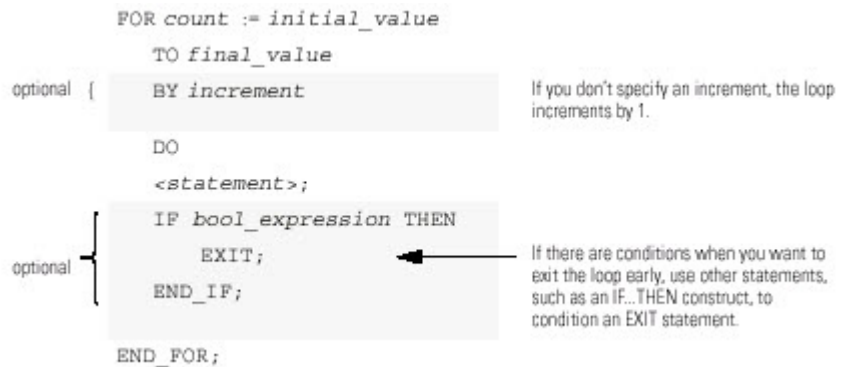 FOR count := initial_value
TO final_value
optional {
BY increment
If you don't specify an increment, the loop
increments by 1.
DO
<statement>;
optional {
IF bool_expression THEN
EXIT;
END_IF;
If there are conditions when you want to
exit the loop early, use other statements,
such as an IF...THEN construct, to
condition an EXIT statement.
END_FOR;